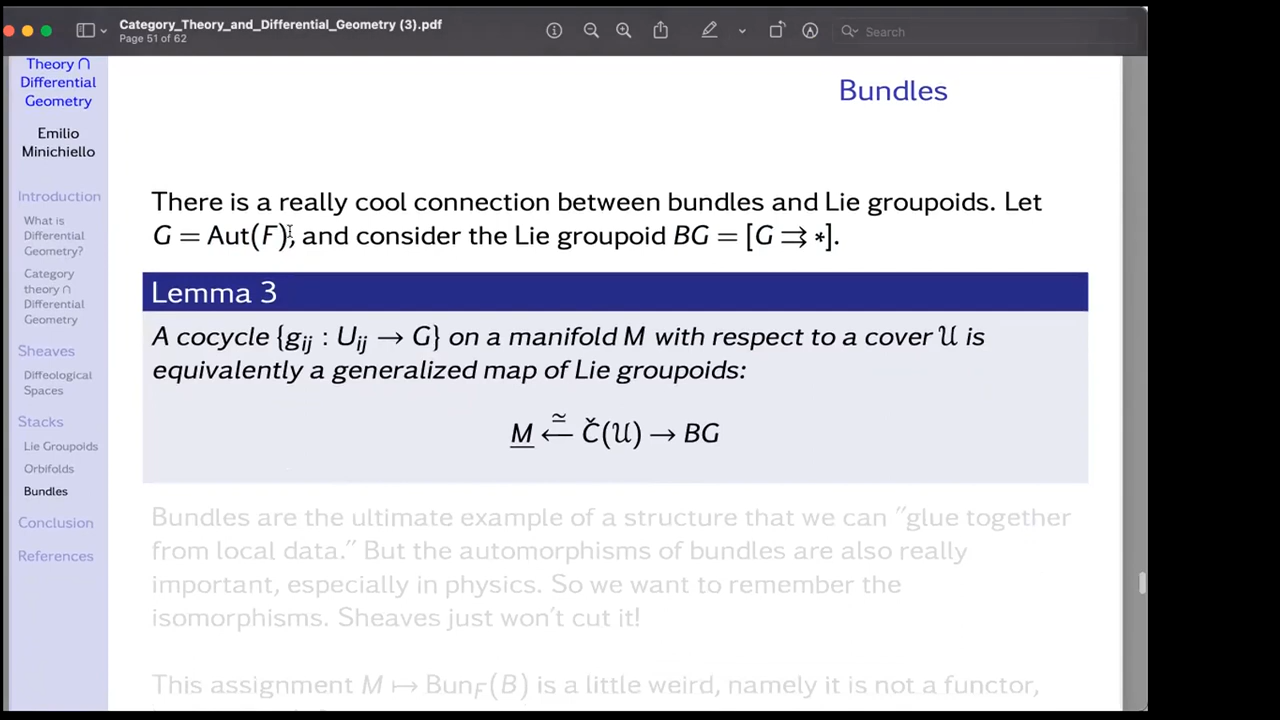 Category_Theory_and_Differential_Geometry (3).pdf
Page 51 of 62
Search
Theory ∩
Differential
Geometry
Emilio
Minichiello
Introduction
What is
Differential
Geometry?
Category
theory ∩
Differential
Geometry
Sheaves
Diffeological
Spaces
Stacks
Lie Groupoids
Orbifolds
Bundles
Conclusion
References
Bundles
There is a really cool connection between bundles and Lie groupoids. Let
G = Aut(F), and consider the Lie groupoid BG = [G ⇉ *].
Lemma 3
A cocycle {g_ij : U_ij → G} on a manifold M with respect to a cover 𝒰 is
equivalently a generalized map of Lie groupoids:
M ≃← Č(𝒰) → BG
Bundles are the ultimate example of a structure that we can "glue together
from local data." But the automorphisms of bundles are also really
important, especially in physics. So we want to remember the
isomorphisms. Sheaves just won't cut it!
This assignment M ↦ Bun_F(B) is a little weird, namely it is not a functor,